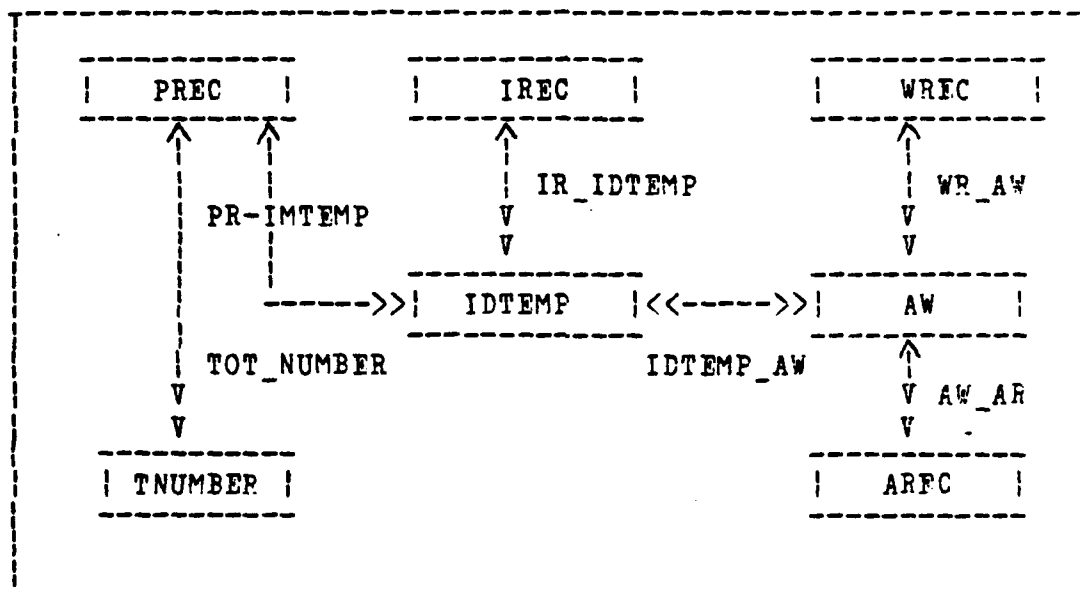 PREC IREC WREC
IR_IDTEMP WR_AW
PR-IMTEMP
IDTEMP AW
TOT_NUMBER IDTEMP_AW
AW_AR
TNUMBER AREC